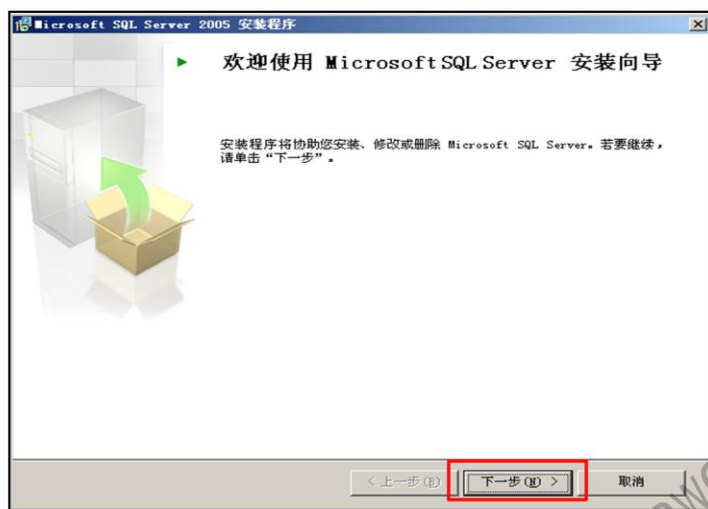 Microsoft SQL Server 2005 安装程序
欢迎使用 Microsoft SQL Server 安装向导
安装程序将协助您安装、修改或删除 Microsoft SQL Server。若要继续，
请单击“下一步”。
< 上一步(B)
下一步(N) >
取消